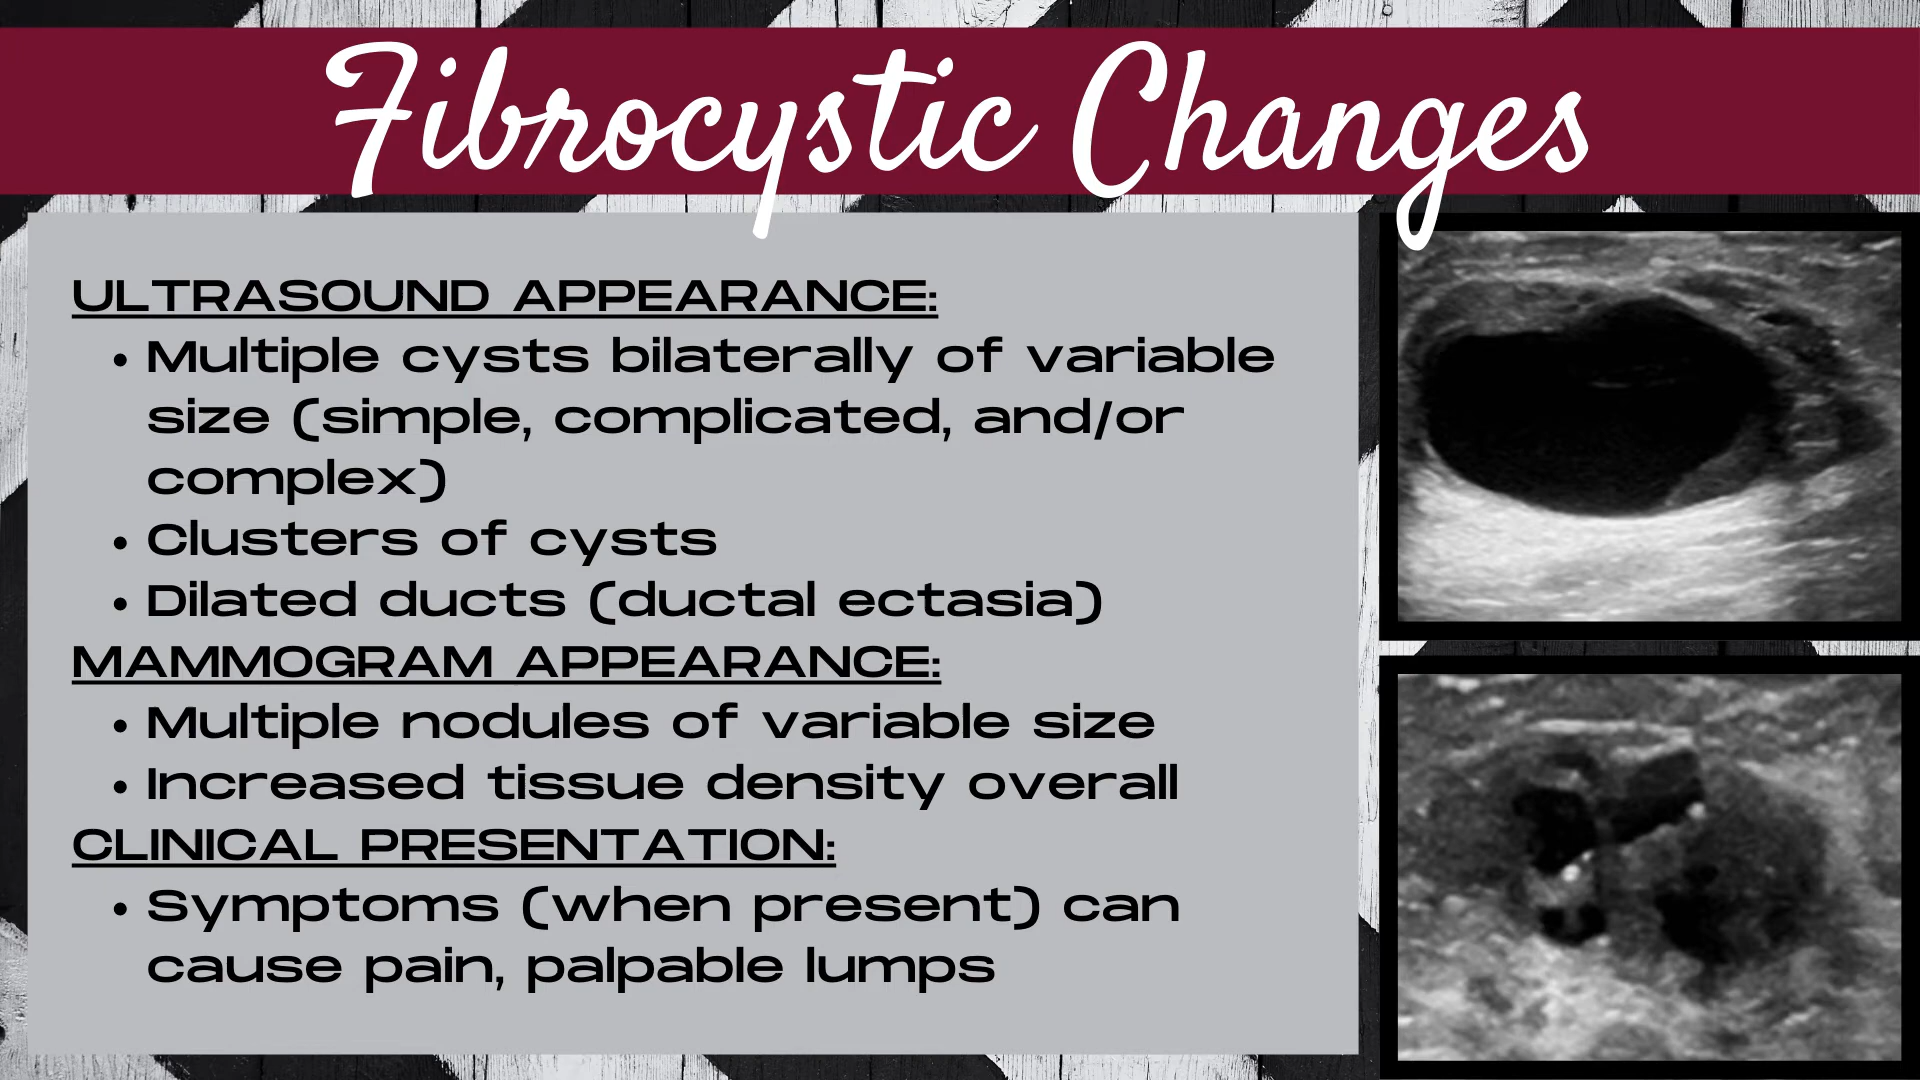 Fibrocystic Changes
ULTRASOUND APPEARANCE:
• Multiple cysts bilaterally of variable
size (simple, complicated, and/or
complex)
• Clusters of cysts
• Dilated ducts (ductal ectasia)
MAMMOGRAM APPEARANCE:
• Multiple nodules of variable size
• Increased tissue density overall
CLINICAL PRESENTATION:
• Symptoms (when present) can
cause pain, palpable lumps